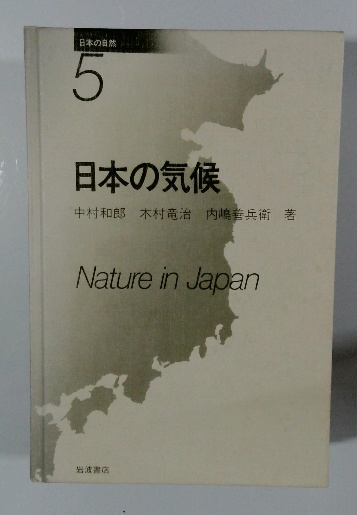 日本の自然
5
日本の気候
中村和郎 木村竜治 内嶋善兵衛 著
Nature in Japan
岩波書店